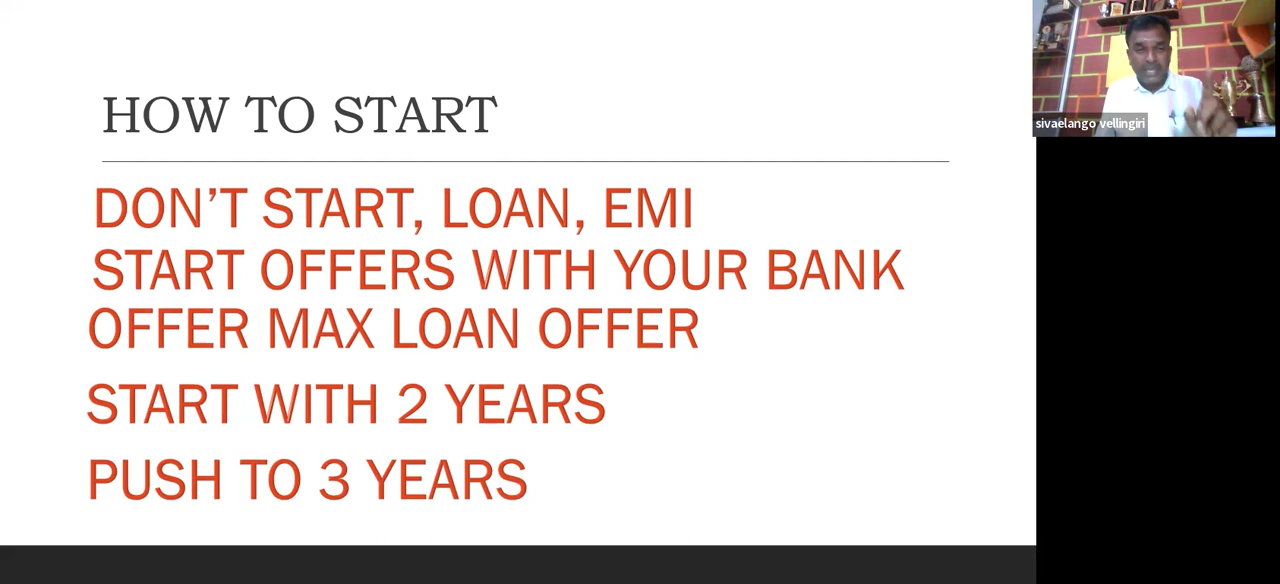 HOW TO START
DON’T START, LOAN, EMI
START OFFERS WITH YOUR BANK
OFFER MAX LOAN OFFER
START WITH 2 YEARS
PUSH TO 3 YEARS
sivaelango vellingiri